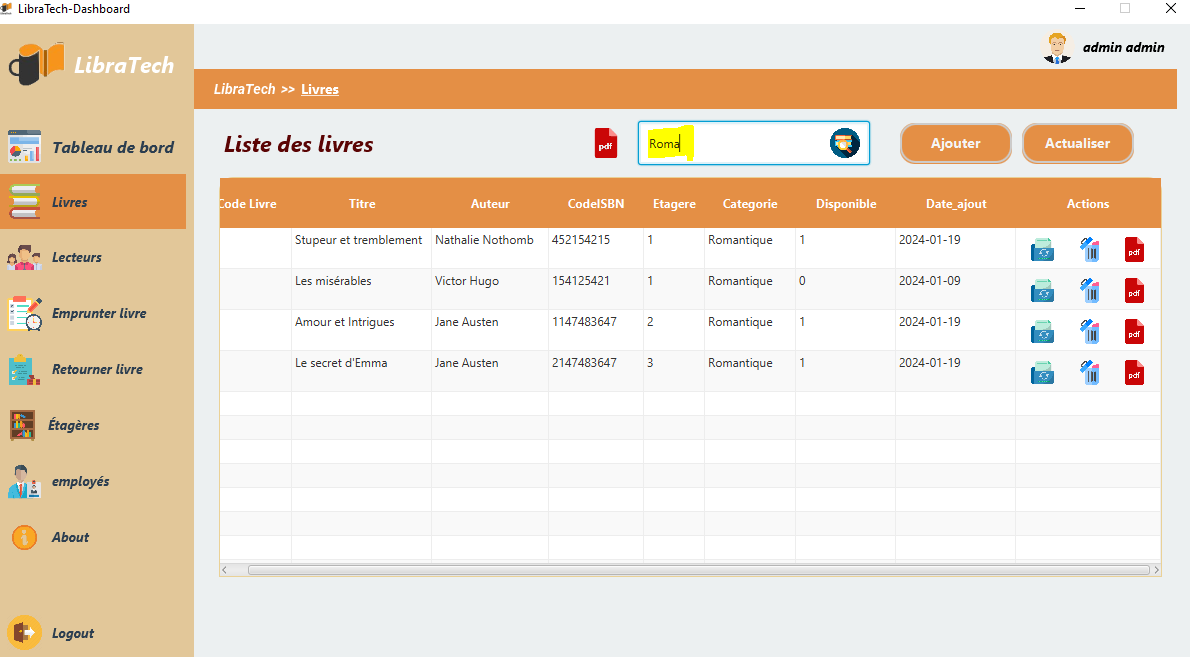 LibraTech-Dashboard
LibraTech
admin admin
LibraTech >> Livres
Tableau de bord
Livres
Lecteurs
Emprunter livre
Retourner livre
Étagères
employés
About
Logout
Liste des livres
pdf
Roma
Ajouter
Actualiser
Code Livre Titre Auteur CodeISBN Etagere Categorie Disponible Date_ajout Actions
Stupeur et tremblement Nathalie Nothomb 452154215 1 Romantique 1 2024-01-19 pdf
Les misérables Victor Hugo 154125421 1 Romantique 0 2024-01-09 pdf
Amour et Intrigues Jane Austen 1147483647 2 Romantique 1 2024-01-19 pdf
Le secret d'Emma Jane Austen 2147483647 3 Romantique 1 2024-01-19 pdf